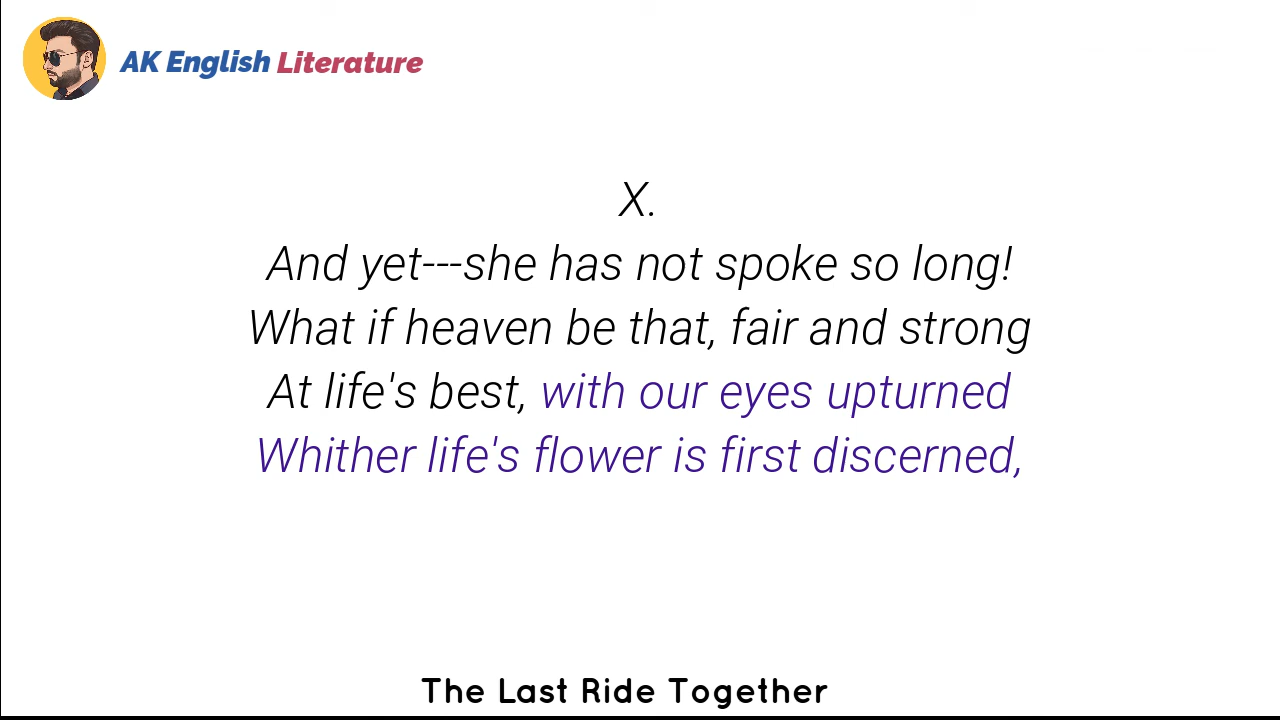 AK English Literature
X.
And yet---she has not spoke so long!
What if heaven be that, fair and strong
At life's best, with our eyes upturned
Whither life's flower is first discerned,
The Last Ride Together